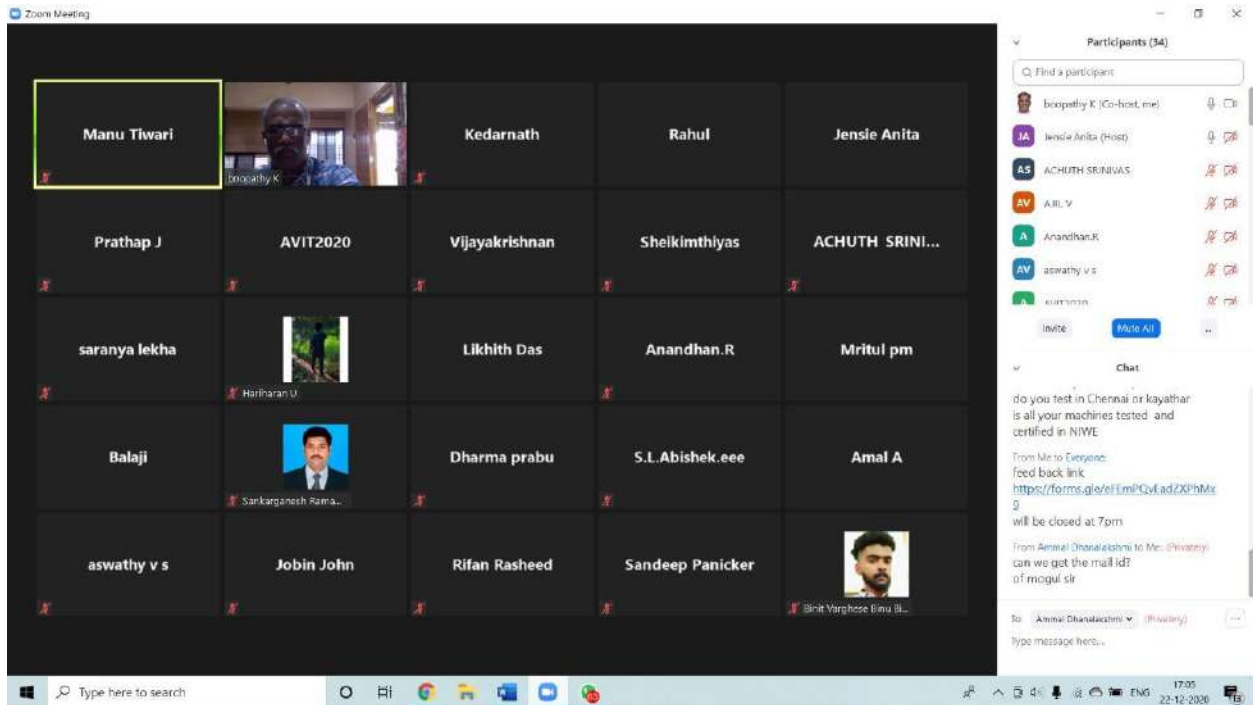 Zoom Meeting
Manu Tiwari
boopathy K
Kedarnath
Rahul
Jensie Anita
Prathap J
AVIT2020
Vijayakrishnan
Sheikimthiyas
ACHUTH SRINI...
saranya lekha
Hariharan U
Likhith Das
Anandhan.R
Mritul pm
Balaji
Sankarganesh Rama...
Dharma prabu
S.L.Abishek.eee
Amal A
aswathy v s
Jobin John
Rifan Rasheed
Sandeep Panicker
Binit Varghese Binu Bi...
Participants (34)
Find a participant
boopathy K (Co-host, me)
JA Jensie Anita (Host)
AS ACHUTH SRINIVAS
AV AJIL V
A Anandhan.R
AV aswathy v s
A AVIT2020
Invite
Mute All
...
Chat
do you test in Chennai or kayathar
is all your machines tested and
certified in NIWE
From Me to Everyone:
feed back link
will be closed at 7pm
From Ammal Dhanalakshmi to Me: (Privately)
can we get the mail id?
of mogul sir
To: Ammal Dhanalakshmi (Privately)
Type message here...
Type here to search
ENG
17:05
22-12-2020